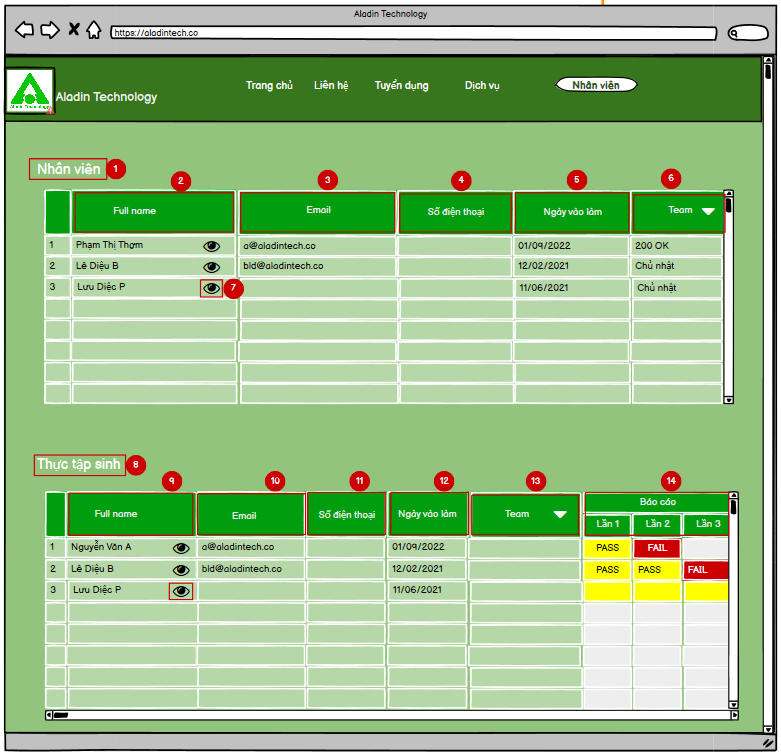 Aladin Technology
https://aladintech.co
Aladin Technology
Trang chủ Liên hệ Tuyển dụng Dịch vụ Nhân viên
Nhân viên 1
2 3 4 5 6
Full name Email Số điện thoại Ngày vào làm Team
1 Phạm Thị Thơm a@aladintech.co 01/09/2022 200 OK
2 Lê Diệu B bld@aladintech.co 12/02/2021 Chủ nhật
3 Lưu Diệc P 7 11/06/2021 Chủ nhật
Thực tập sinh 8
9 10 11 12 13 14
Báo cáo
Full name Email Số điện thoại Ngày vào làm Team Lần 1 Lần 2 Lần 3
1 Nguyễn Văn A a@aladintech.co 01/09/2022 PASS FAIL
2 Lê Diệu B bld@aladintech.co 12/02/2021 PASS PASS FAIL
3 Lưu Diệc P 11/06/2021